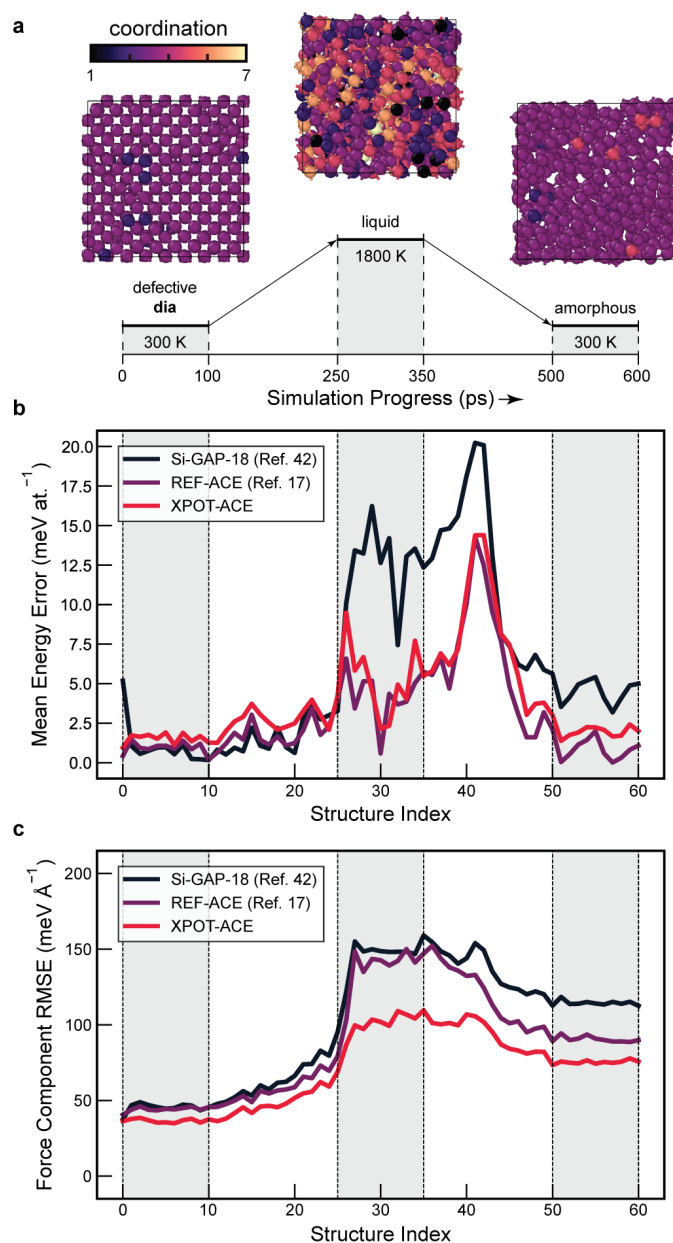 a
coordination
1 7
liquid
1800 K
defective
dia
300 K
amorphous
300 K
0 100 250 350 500 600
Simulation Progress (ps)
b
Mean Energy Error (meV at.⁻¹)
20.0
17.5
15.0
12.5
10.0
7.5
5.0
2.5
0.0
Si-GAP-18 (Ref. 42)
REF-ACE (Ref. 17)
XPOT-ACE
0 10 20 30 40 50 60
Structure Index
c
Force Component RMSE (meV Å⁻¹)
200
150
100
50
0
Si-GAP-18 (Ref. 42)
REF-ACE (Ref. 17)
XPOT-ACE
0 10 20 30 40 50 60
Structure Index